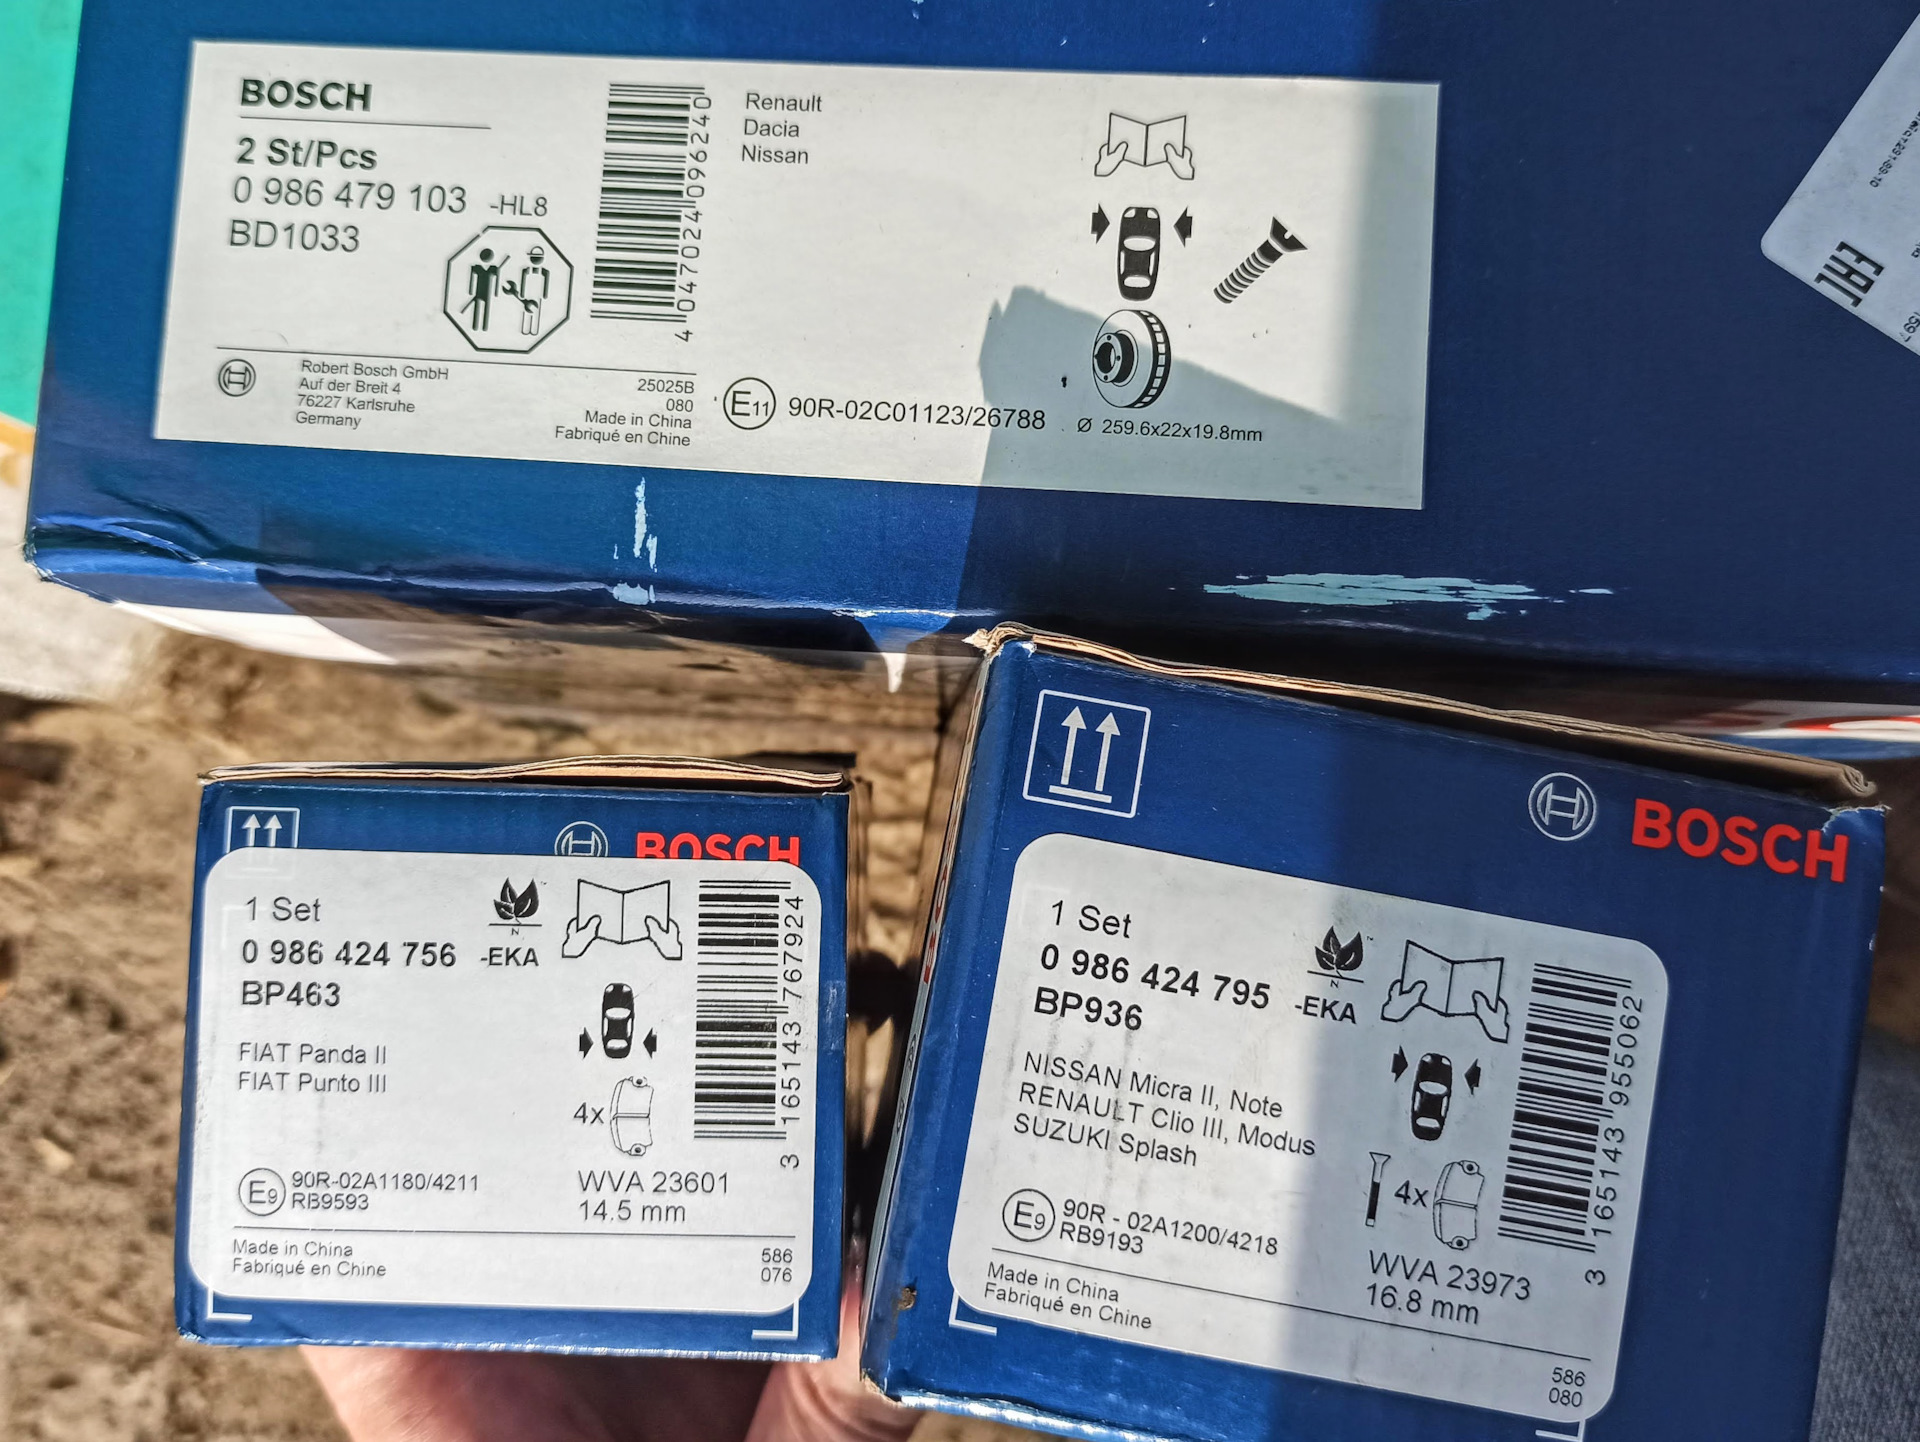 BOSCH
2 St/Pcs
0 986 479 103 -HL8
BD1033
Robert Bosch GmbH
Auf der Breit 4
76227 Karlsruhe
Germany
25025B
080
Made in China
Fabriqué en Chine
4 047024 096240
Renault
Dacia
Nissan
E11 90R-02C01123/26788
Ø 259.6x22x19.8mm
EAC
BOSCH
1 Set
0 986 424 756 -EKA
BP463
FIAT Panda II
FIAT Punto III
N
4x
E9 90R-02A1180/4211
RB9593
WVA 23601
14.5 mm
Made in China
Fabriqué en Chine
586
076
3 165143 767924
BOSCH
1 Set
0 986 424 795 -EKA
BP936
NISSAN Micra II, Note
RENAULT Clio III, Modus
SUZUKI Splash
N
4x
E9 90R - 02A1200/4218
RB9193
WVA 23973
16.8 mm
Made in China
Fabriqué en Chine
586
080
3 165143 955062